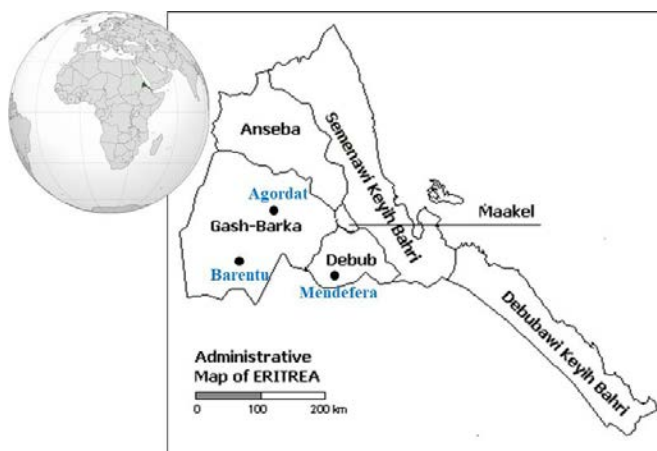 Anseba
Semenawi Keyih Bahri
Agordat
Maakel
Gash-Barka
Debub
Barentu
Mendefera
Debubawi Keyih Bahri
Administrative
Map of ERITREA
0 100 200 km